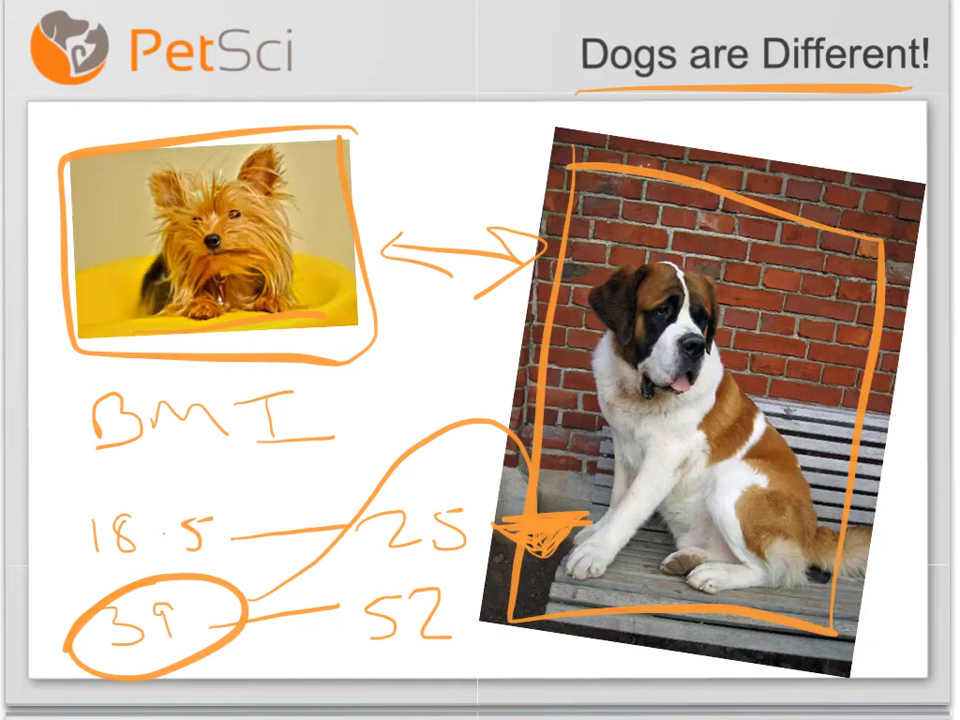 PetSci
Dogs are Different!
BMI
18.5 — 25
39 — 52